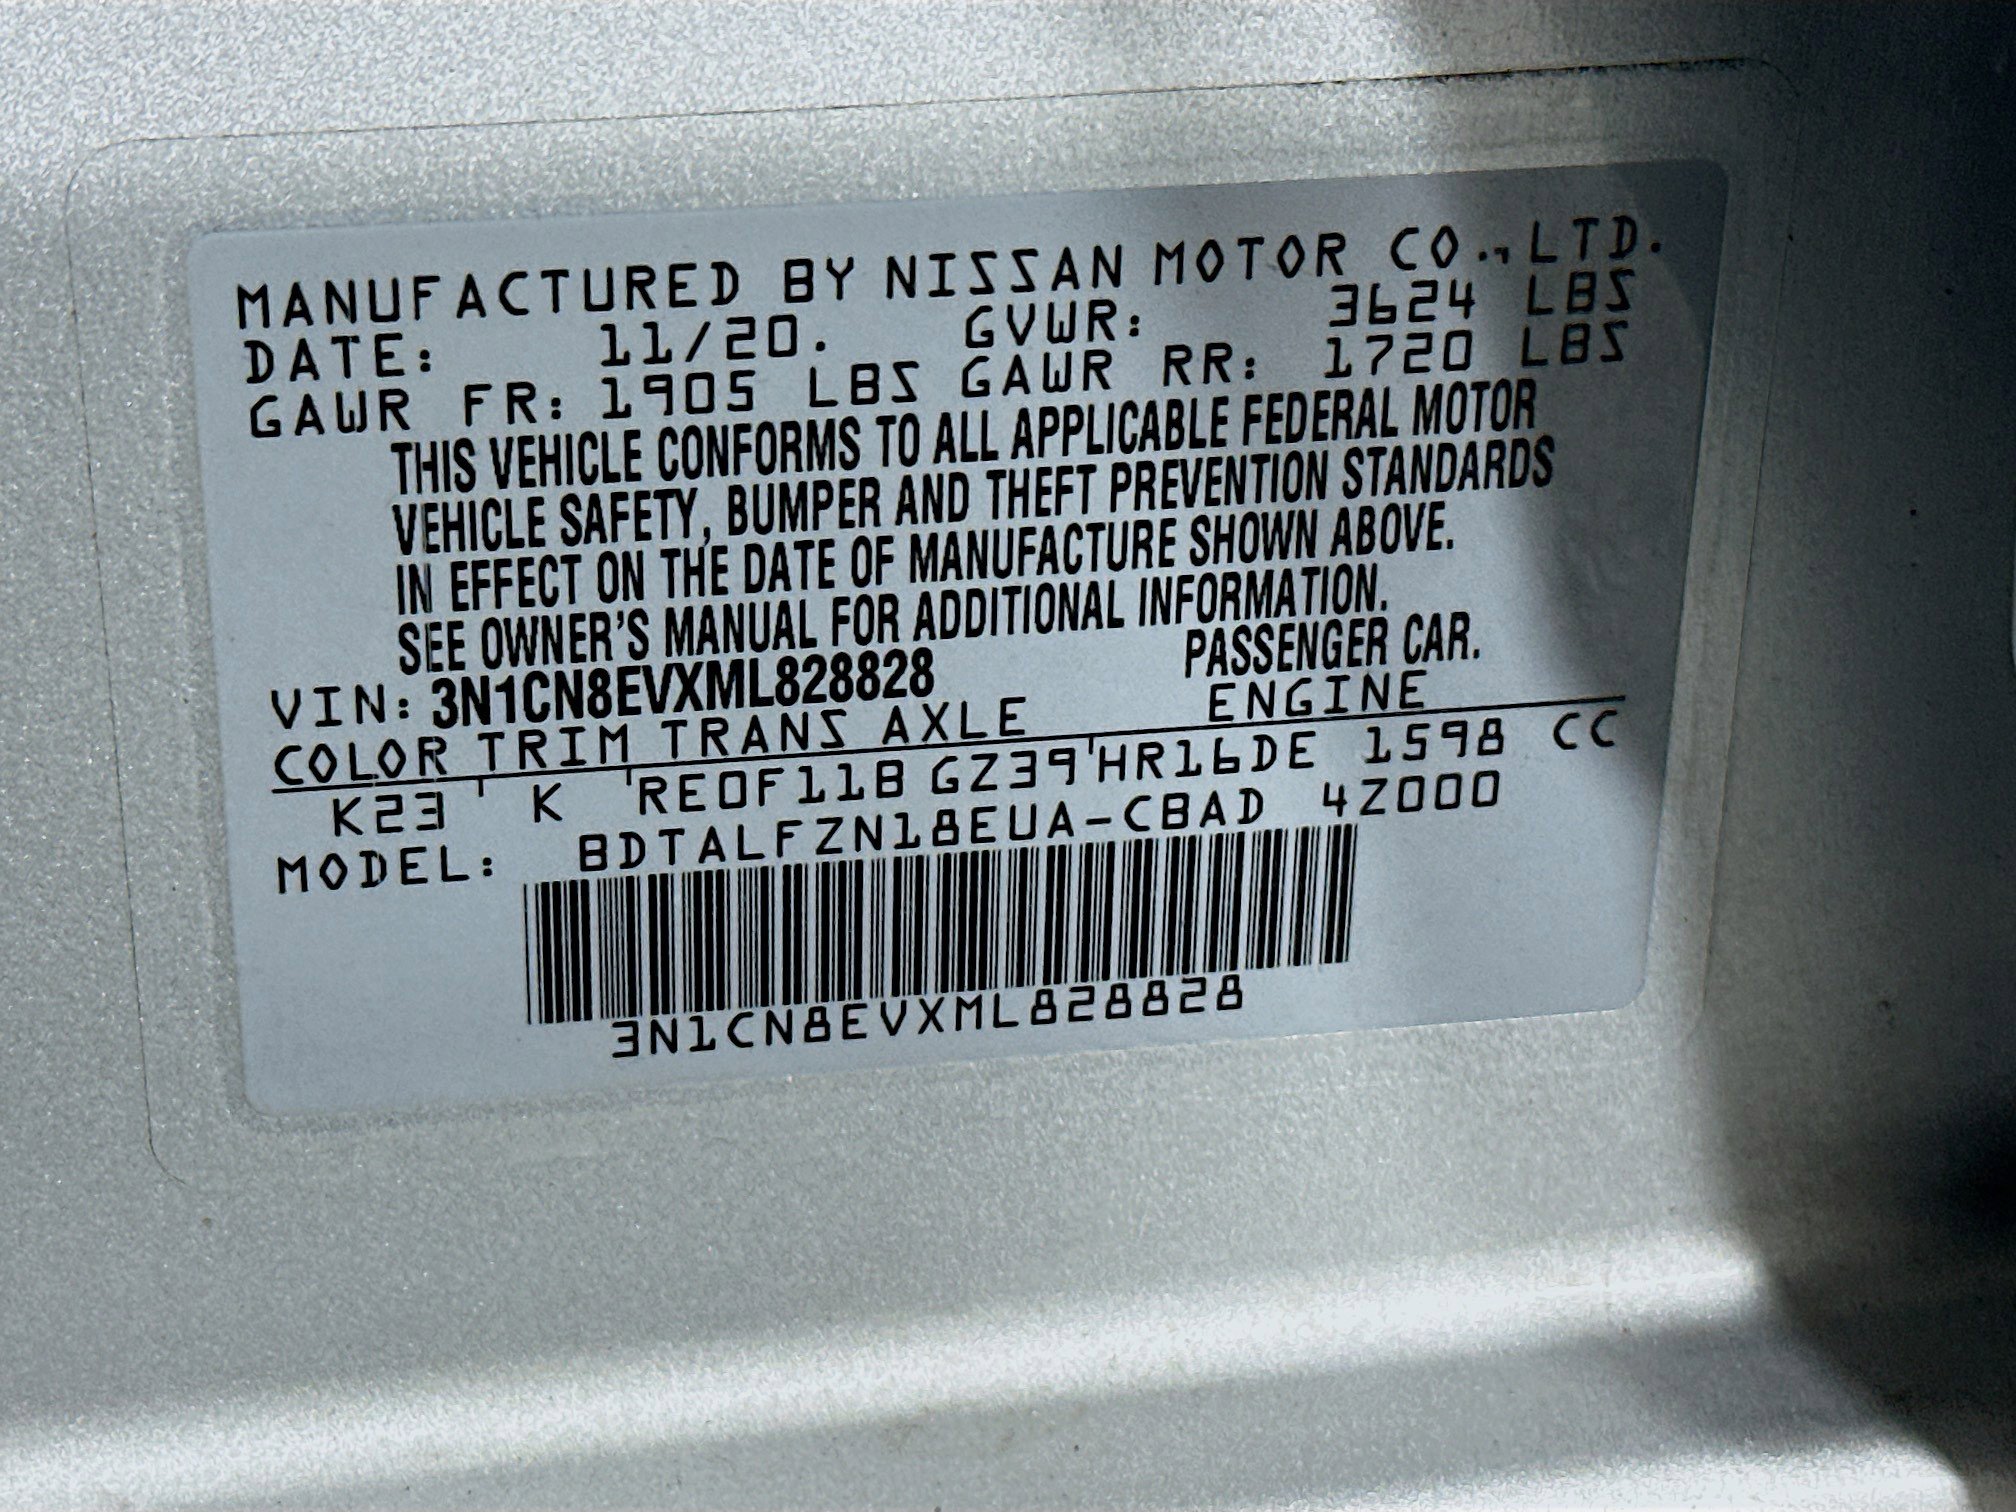 MANUFACTURED BY NISSAN MOTOR CO., LTD.
DATE: 11/20. GVWR: 3624 LBS
GAWR FR: 1905 LBS GAWR RR: 1720 LBS
THIS VEHICLE CONFORMS TO ALL APPLICABLE FEDERAL MOTOR
VEHICLE SAFETY, BUMPER AND THEFT PREVENTION STANDARDS
IN EFFECT ON THE DATE OF MANUFACTURE SHOWN ABOVE.
SEE OWNER'S MANUAL FOR ADDITIONAL INFORMATION.
VIN: 3N1CN8EVXML828828 PASSENGER CAR.
COLOR TRIM TRANS AXLE ENGINE
K23 K RE0F11B GZ39 HR16DE 1598 CC
MODEL: BDTALFZN18EUA-CBAD 4Z000
3N1CN8EVXML828828